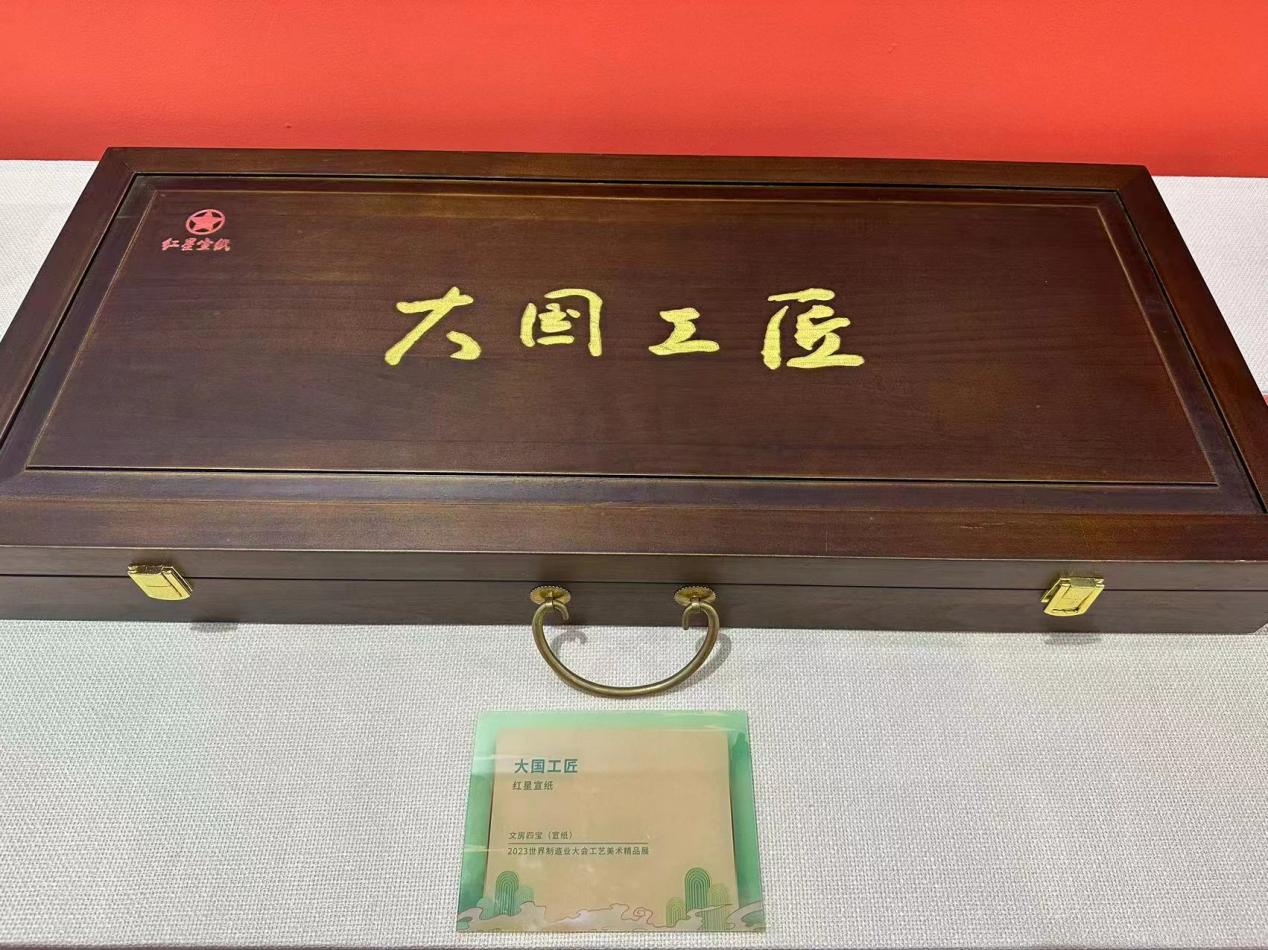 红星宣纸
大国工匠
大国工匠
红星宣纸
文房四宝（宣纸）
2023世界制造业大会工艺美术精品展